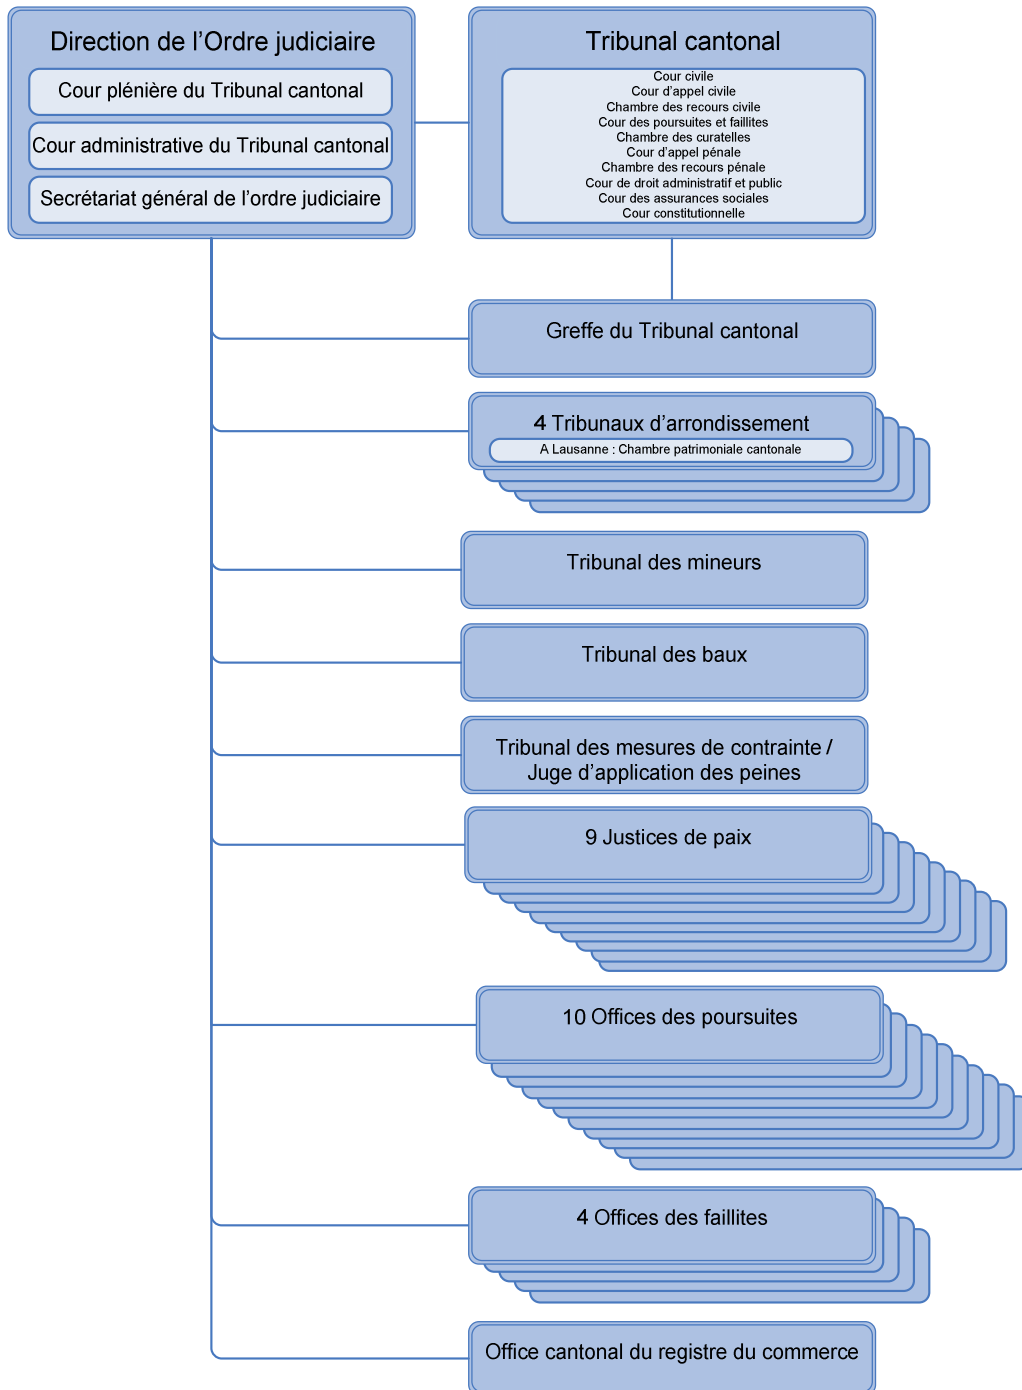 Direction de l'Ordre judiciaire
Cour plénière du Tribunal cantonal
Cour administrative du Tribunal cantonal
Secrétariat général de l'ordre judiciaire
Tribunal cantonal
Cour civile
Cour d'appel civile
Chambre des recours civile
Cour des poursuites et faillites
Chambre des curatelles
Cour d'appel pénale
Chambre des recours pénale
Cour de droit administratif et public
Cour des assurances sociales
Cour constitutionnelle
Greffe du Tribunal cantonal
4 Tribunaux d'arrondissement
A Lausanne : Chambre patrimoniale cantonale
Tribunal des mineurs
Tribunal des baux
Tribunal des mesures de contrainte /
Juge d'application des peines
9 Justices de paix
10 Offices des poursuites
4 Offices des faillites
Office cantonal du registre du commerce